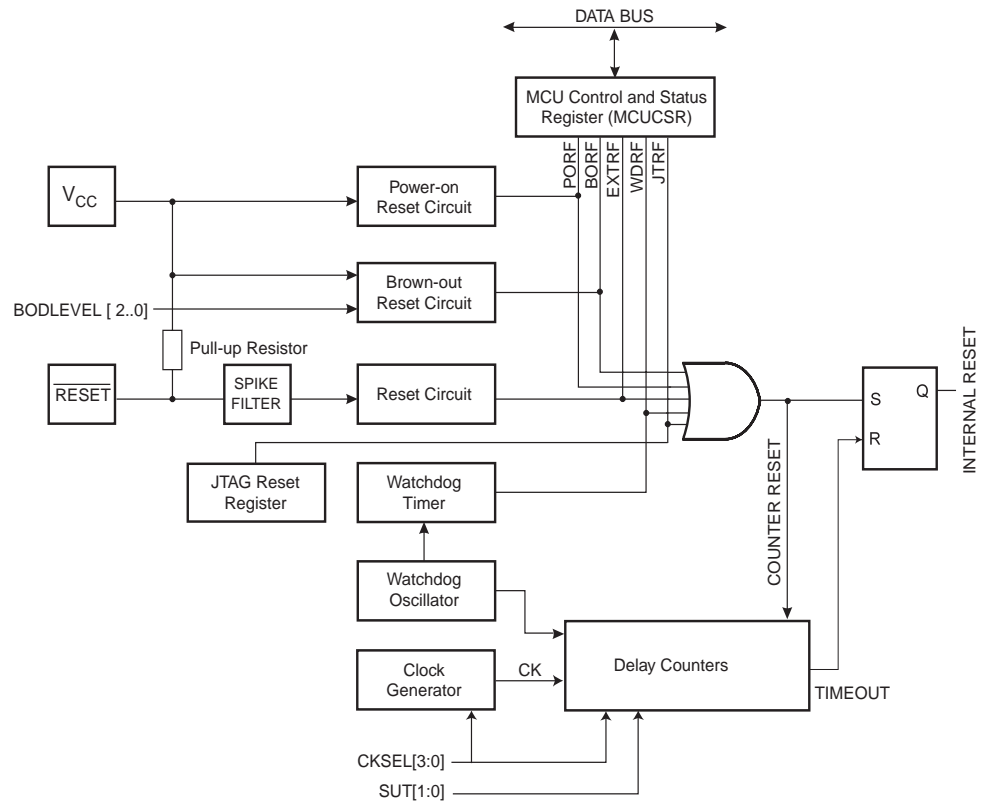 DATA BUS
MCU Control and Status
Register (MCUCSR)
PORF
BORF
EXTRF
WDRF
JTRF
VCC
Power-on
Reset Circuit
Brown-out
Reset Circuit
BODLEVEL [ 2..0]
Pull-up Resistor
RESET
SPIKE
FILTER
Reset Circuit
S
Q
R
INTERNAL RESET
JTAG Reset
Register
Watchdog
Timer
COUNTER RESET
Watchdog
Oscillator
Clock
Generator
CK
Delay Counters
TIMEOUT
CKSEL[3:0]
SUT[1:0]